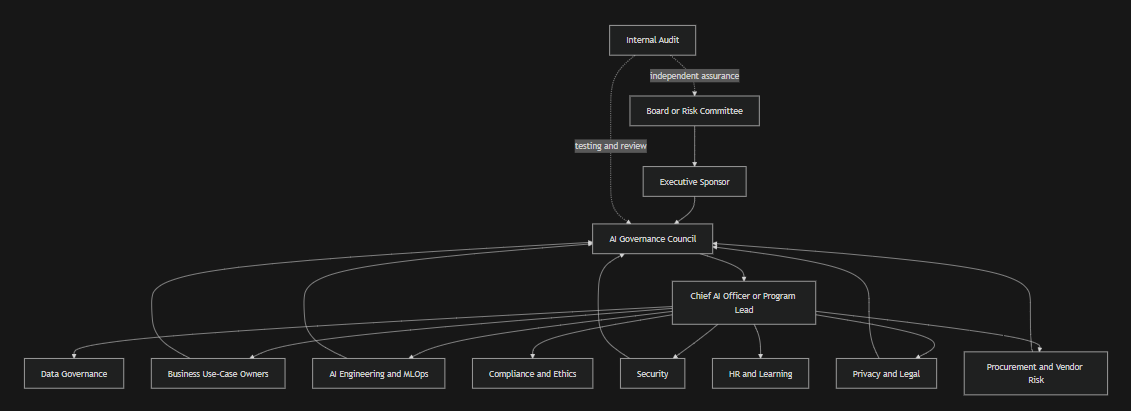 Internal Audit
independent assurance
Board or Risk Committee
testing and review
Executive Sponsor
AI Governance Council
Chief AI Officer or Program
Lead
Data Governance
Business Use-Case Owners
AI Engineering and MLOps
Compliance and Ethics
Security
HR and Learning
Privacy and Legal
Procurement and Vendor
Risk